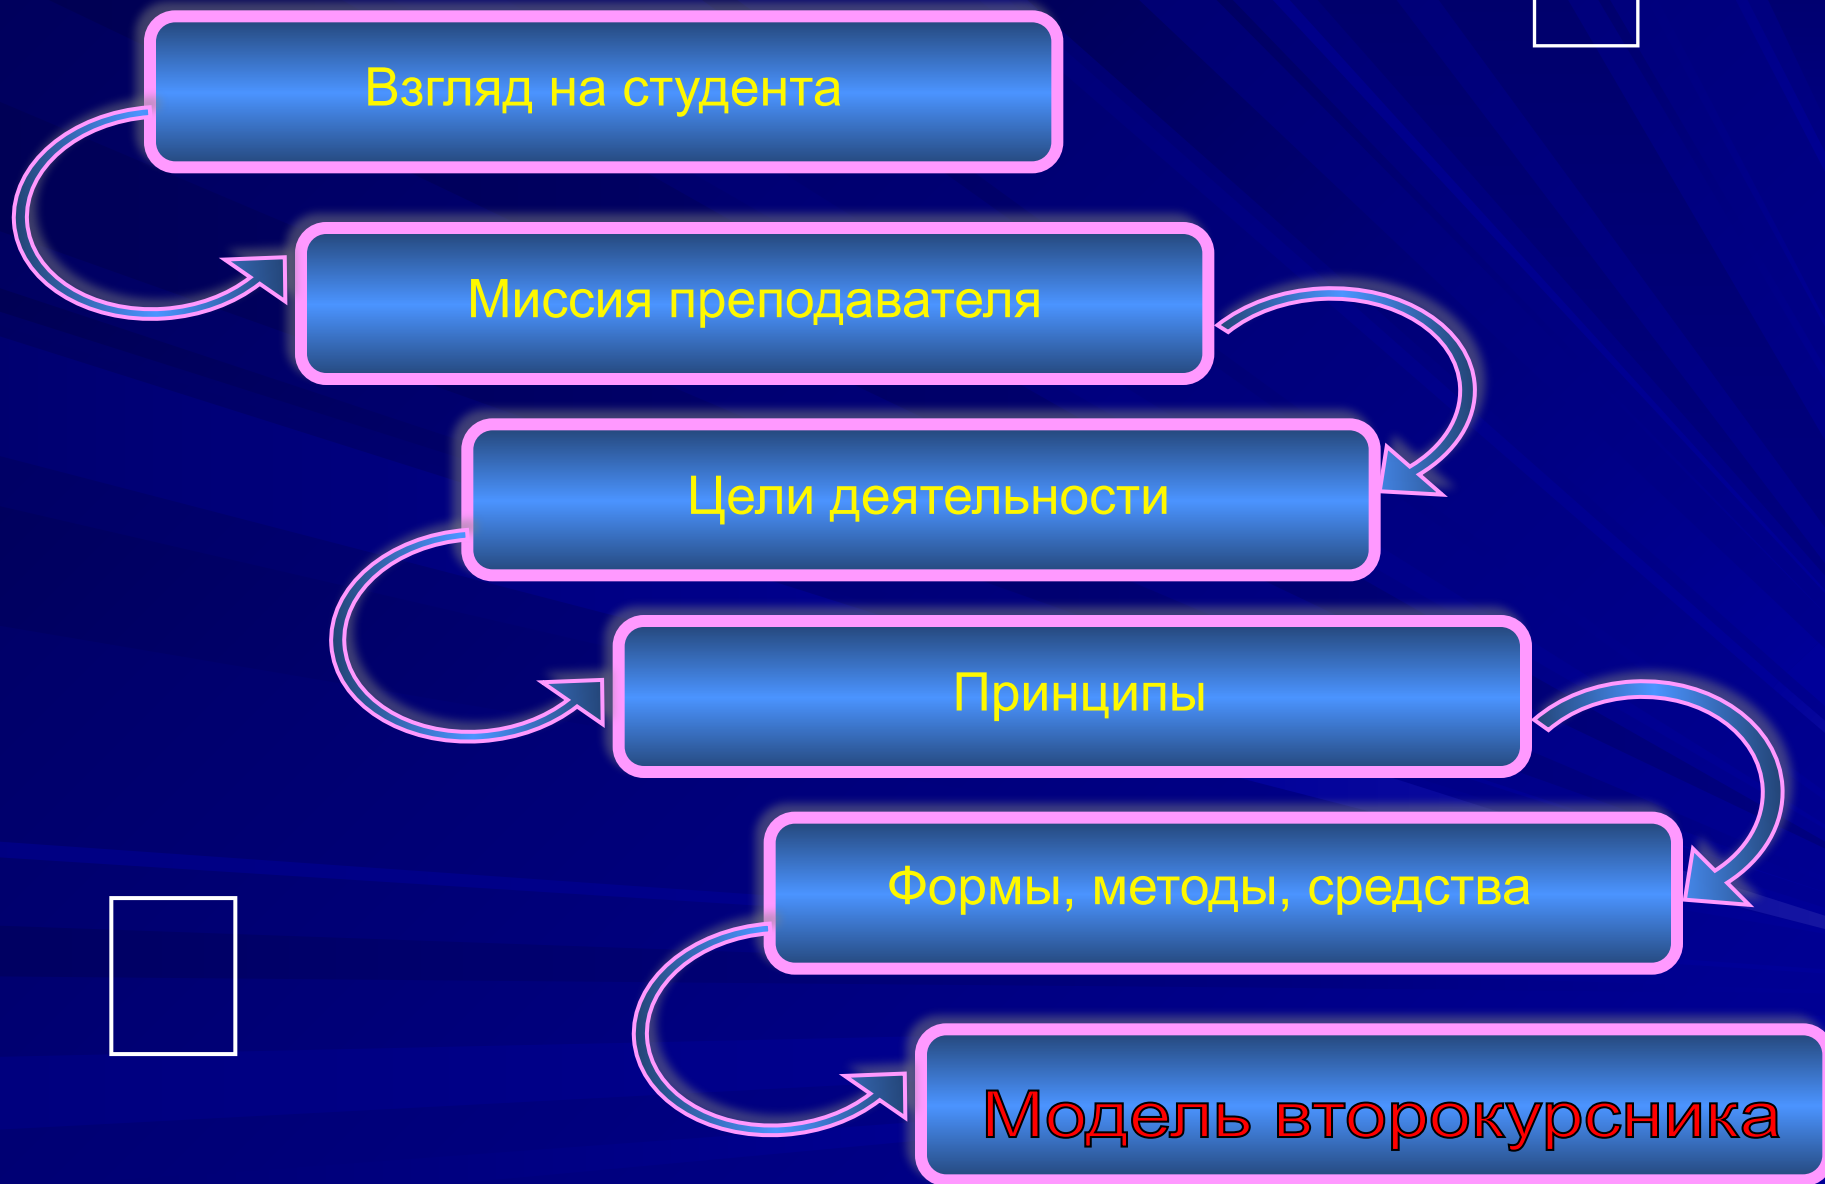 Взгляд на студента
Миссия преподавателя
Цели деятельности
Принципы
Формы, методы, средства
Модель второкурсника